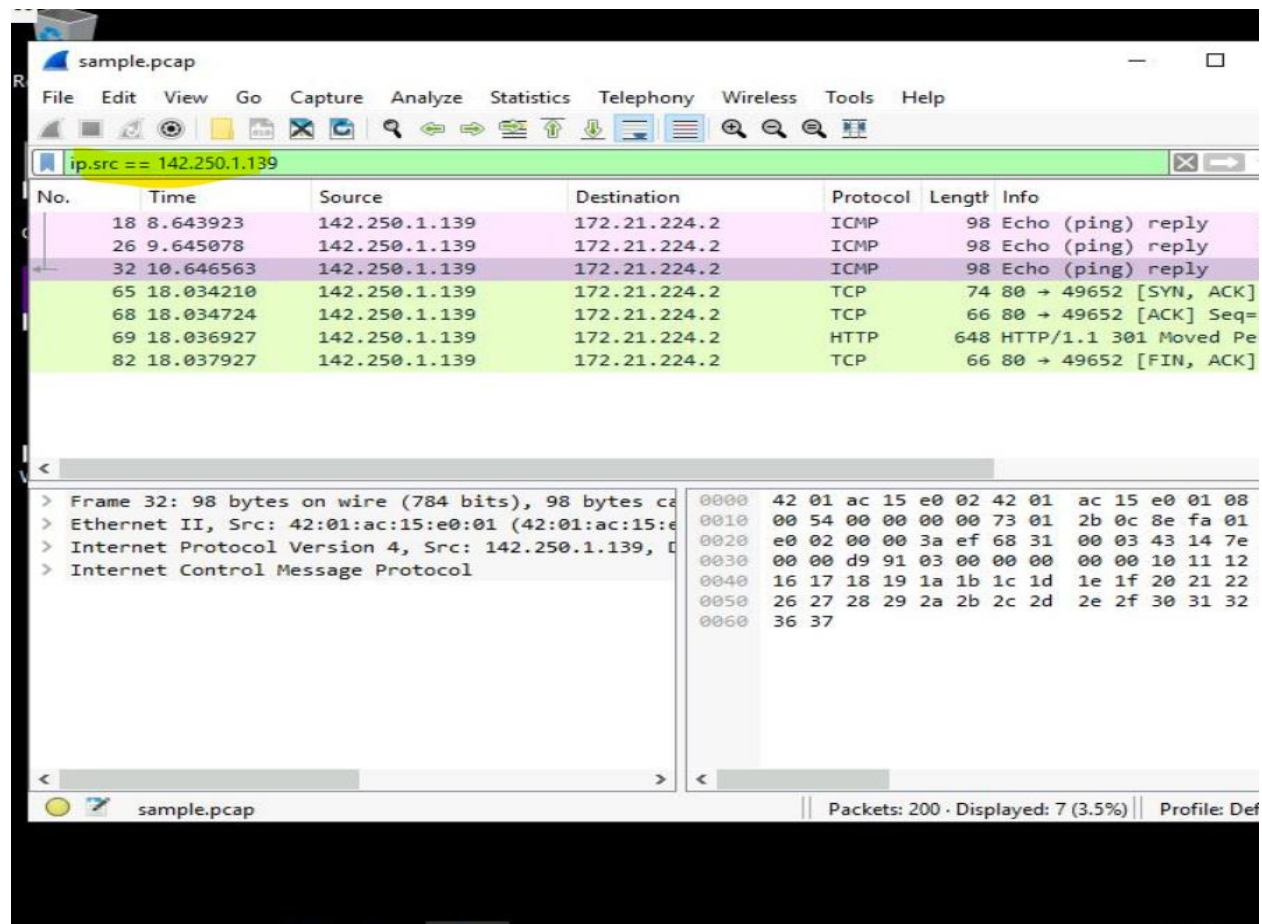 sample.pcap
File Edit View Go Capture Analyze Statistics Telephony Wireless Tools Help
ip.src == 142.250.1.139
No. Time Source Destination Protocol Length Info
18 8.643923 142.250.1.139 172.21.224.2 ICMP 98 Echo (ping) reply
26 9.645078 142.250.1.139 172.21.224.2 ICMP 98 Echo (ping) reply
32 10.646563 142.250.1.139 172.21.224.2 ICMP 98 Echo (ping) reply
65 18.034210 142.250.1.139 172.21.224.2 TCP 74 80 → 49652 [SYN, ACK]
68 18.034724 142.250.1.139 172.21.224.2 TCP 66 80 → 49652 [ACK] Seq=
69 18.036927 142.250.1.139 172.21.224.2 HTTP 648 HTTP/1.1 301 Moved Pe
82 18.037927 142.250.1.139 172.21.224.2 TCP 66 80 → 49652 [FIN, ACK]
> Frame 32: 98 bytes on wire (784 bits), 98 bytes ca
> Ethernet II, Src: 42:01:ac:15:e0:01 (42:01:ac:15:e
> Internet Protocol Version 4, Src: 142.250.1.139, D
> Internet Control Message Protocol
0000 42 01 ac 15 e0 02 42 01 ac 15 e0 01 08
0010 00 54 00 00 00 00 73 01 2b 0c 8e fa 01
0020 e0 02 00 00 3a ef 68 31 00 03 43 14 7e
0030 00 00 d9 91 03 00 00 00 00 00 10 11 12
0040 16 17 18 19 1a 1b 1c 1d 1e 1f 20 21 22
0050 26 27 28 29 2a 2b 2c 2d 2e 2f 30 31 32
0060 36 37
sample.pcap
Packets: 200 · Displayed: 7 (3.5%)
Profile: Def